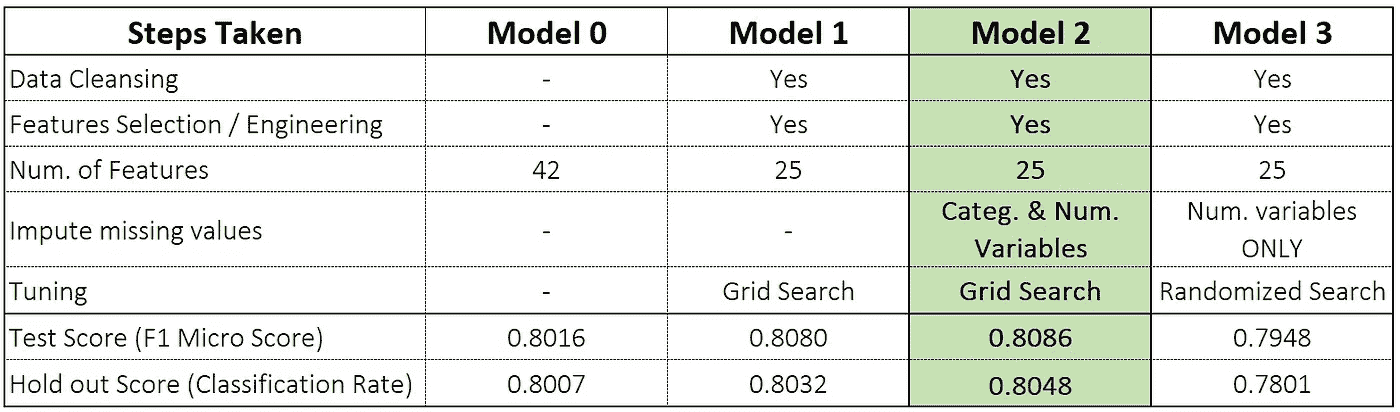 Steps Taken Model 0 Model 1 Model 2 Model 3
Data Cleansing - Yes Yes Yes
Features Selection / Engineering - Yes Yes Yes
Num. of Features 42 25 25 25
Impute missing values - - Categ. & Num. Variables Num. variables ONLY
Tuning - Grid Search Grid Search Randomized Search
Test Score (F1 Micro Score) 0.8016 0.8080 0.8086 0.7948
Hold out Score (Classification Rate) 0.8007 0.8032 0.8048 0.7801